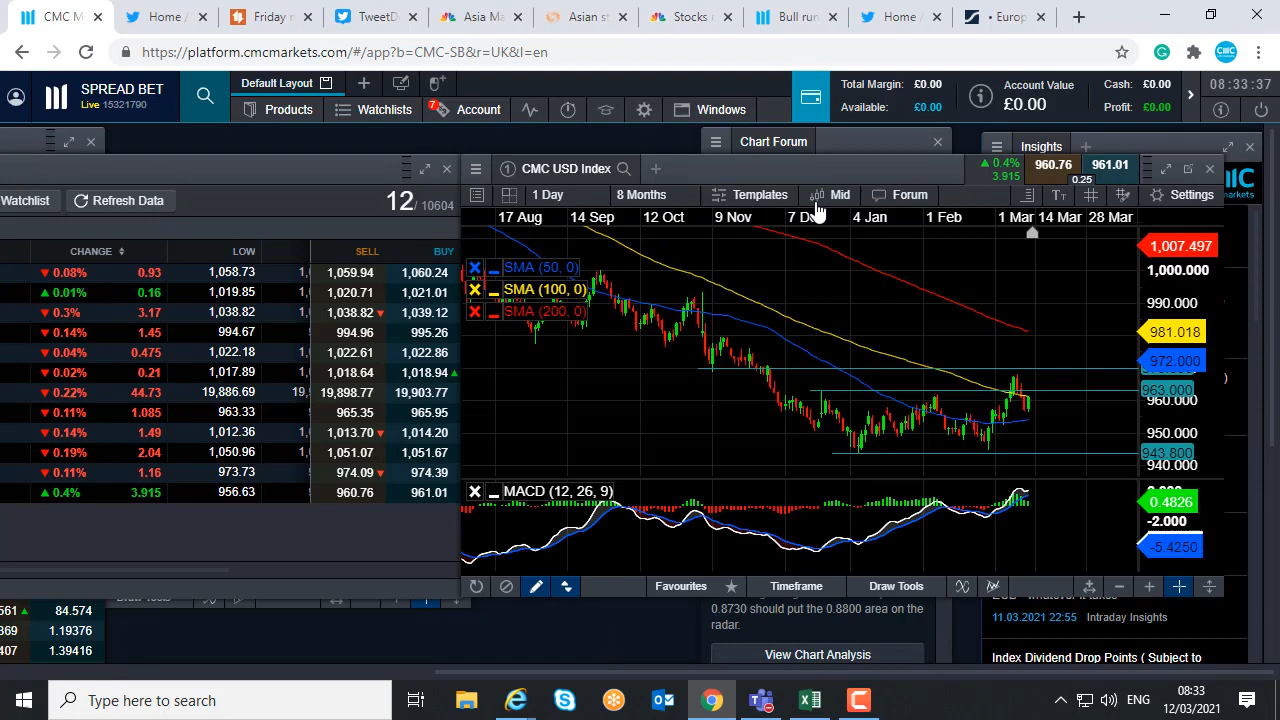 CMC M
Home /
Friday r
TweetD
Asia Ma
Asian st
Stocks u
Bull run
Home /
• Europ
https://platform.cmcmarkets.com/#/app?b=CMC-SB&r=UK&l=en
SPREAD BET
Live 15321790
Default Layout
Products
Watchlists
7
Account
Windows
Total Margin: £0.00
Available: £0.00
Account Value
£0.00
Cash: £0.00
Profit: £0.00
08:33:37
Chart Forum
Insights
CMC USD Index
0.4%
3.915
960.76
961.01
0.25
Watchlist
Refresh Data
12 / 10604
1 Day
8 Months
Templates
Mid
Forum
Settings
CHANGE LOW SELL BUY
0.08% 0.93 1,058.73 1,059.94 1,060.24
0.01% 0.16 1,019.85 1,020.71 1,021.01
0.3% 3.17 1,038.82 1,038.82 1,039.12
0.14% 1.45 994.67 994.96 995.26
0.04% 0.475 1,022.18 1,022.61 1,022.86
0.02% 0.21 1,017.89 1,018.64 1,018.94
0.22% 44.73 19,886.69 19,898.77 19,903.77
0.11% 1.085 963.33 965.35 965.95
0.14% 1.49 1,012.36 1,013.70 1,014.20
0.19% 2.04 1,050.96 1,051.07 1,051.67
0.11% 1.16 973.73 974.09 974.39
0.4% 3.915 956.63 960.76 961.01
17 Aug 14 Sep 12 Oct 9 Nov 7 D 4 Jan 1 Feb 1 Mar 14 Mar 28 Mar
SMA (50, 0)
SMA (100, 0)
SMA (200, 0)
1,007.497
1,000.000
990.000
981.018
972.000
963.000
960.000
950.000
943.800
940.000
MACD (12, 26, 9)
0.4826
-2.000
-5.4250
Favourites
Timeframe
Draw Tools
561 84.574
369 1.19376
407 1.39416
0.8730 should put the 0.8800 area on the
radar.
View Chart Analysis
11.03.2021 22:55 Intraday Insights
Index Dividend Drop Points ( Subject to
Type here to search
ENG
08:33
12/03/2021